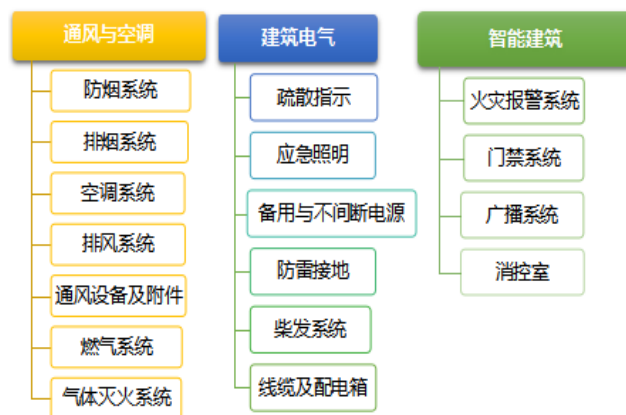 通风与空调
防烟系统
排烟系统
空调系统
排风系统
通风设备及附件
燃气系统
气体灭火系统
建筑电气
疏散指示
应急照明
备用与不间断电源
防雷接地
柴发系统
线缆及配电箱
智能建筑
火灾报警系统
门禁系统
广播系统
消控室